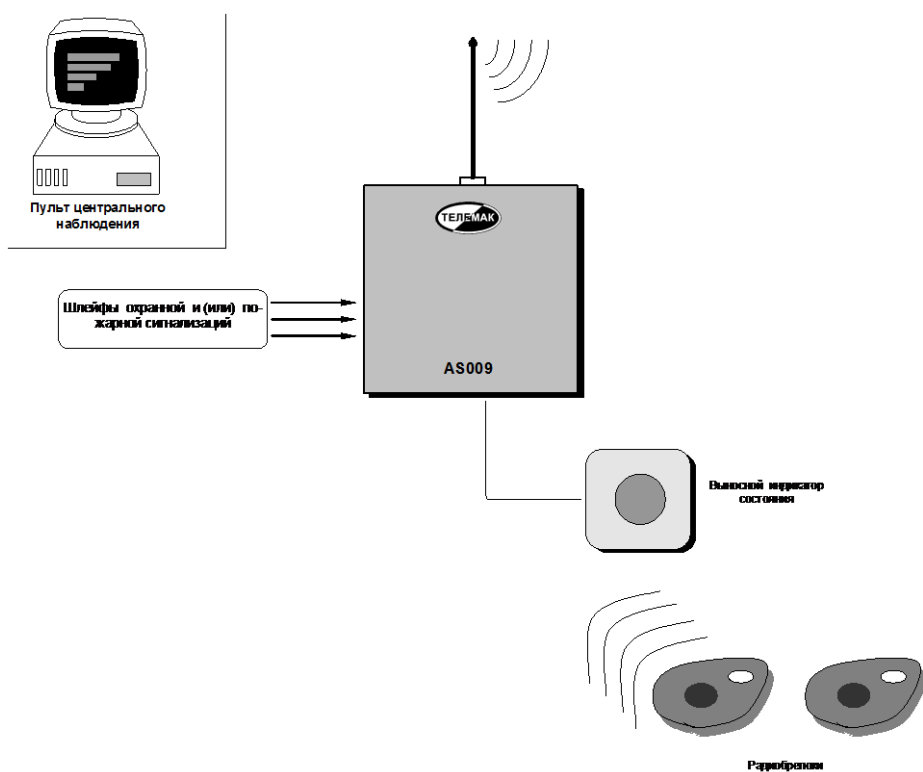 Пульт центрального
наблюдения
ТЕЛЕМАК
Шлейфы охранной и (или) по-
жарной сигнализаций
AS009
Выносной индикатор
состояния
Радиобрелоки